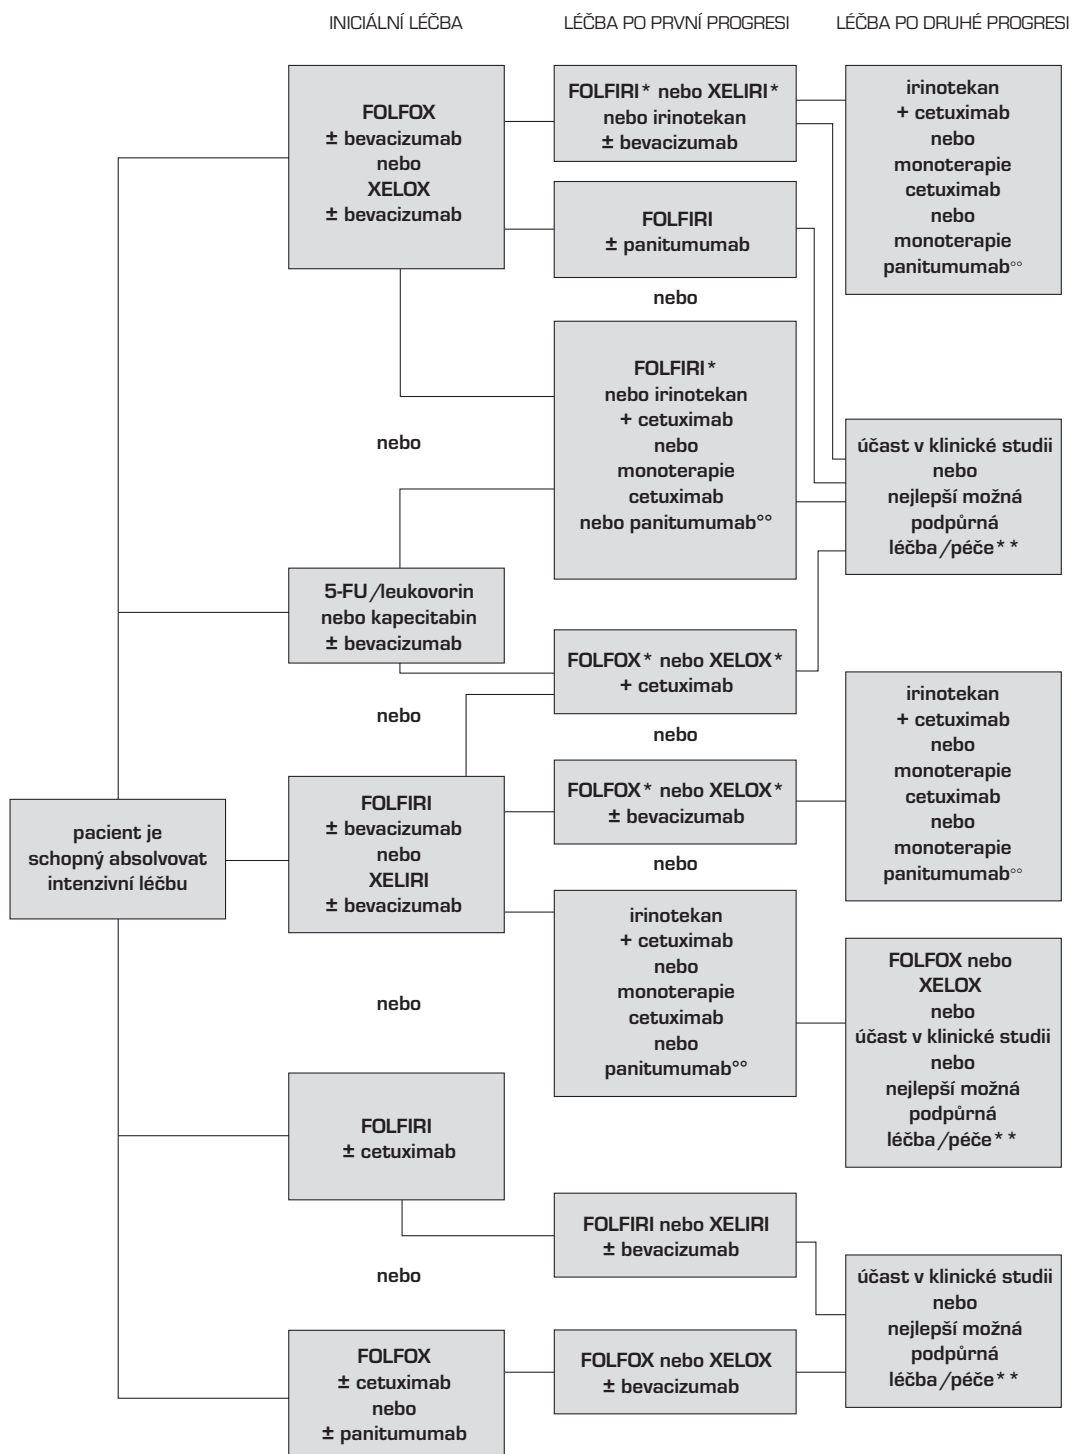 INICIÁLNÍ LÉČBA
LÉČBA PO PRVNÍ PROGRESI
LÉČBA PO DRUHÉ PROGRESI
pacient je
schopný absolvovat
intenzivní léčbu
FOLFOX
± bevacizumab
nebo
XELOX
± bevacizumab
nebo
5-FU/leukovorin
nebo kapecitabin
± bevacizumab
nebo
FOLFIRI
± bevacizumab
nebo
XELIRI
± bevacizumab
nebo
FOLFIRI
± cetuximab
nebo
FOLFOX
± cetuximab
nebo
± panitumumab
FOLFIRI* nebo XELIRI*
nebo irinotekan
± bevacizumab
FOLFIRI
± panitumumab
nebo
FOLFIRI*
nebo irinotekan
+ cetuximab
nebo
monoterapie
cetuximab
nebo panitumumab°°
FOLFOX* nebo XELOX*
+ cetuximab
nebo
FOLFOX* nebo XELOX*
± bevacizumab
nebo
irinotekan
+ cetuximab
nebo
monoterapie
cetuximab
nebo
panitumumab°°
FOLFIRI nebo XELIRI
± bevacizumab
FOLFOX nebo XELOX
± bevacizumab
irinotekan
+ cetuximab
nebo
monoterapie
cetuximab
nebo
monoterapie
panitumumab°°
účast v klinické studii
nebo
nejlepší možná
podpůrná
léčba/péče**
irinotekan
+ cetuximab
nebo
monoterapie
cetuximab
nebo
monoterapie
panitumumab°°
FOLFOX nebo
XELOX
nebo
účast v klinické studii
nebo
nejlepší možná
podpůrná
léčba/péče**
účast v klinické studii
nebo
nejlepší možná
podpůrná
léčba/péče**